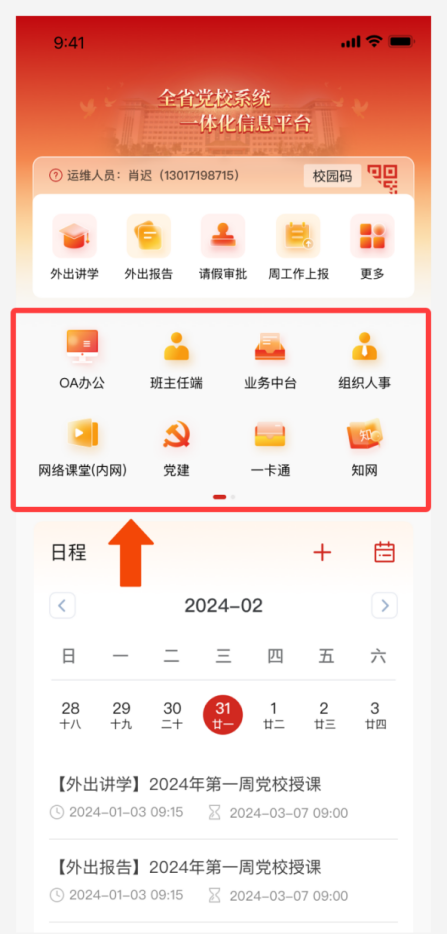 9:41
全省党校系统
一体化信息平台
运维人员：肖迟（13017198715） 校园码
外出讲学 外出报告 请假审批 周工作上报 更多
OA办公 班主任端 业务中台 组织人事
网络课堂(内网) 党建 一卡通 知网
日程
2024-02
日 一 二 三 四 五 六
28 29 30 31 1 2 3
十八 十九 二十 廿一 廿二 廿三 廿四
【外出讲学】2024年第一周党校授课
2024-01-03 09:15 2024-03-07 09:00
【外出报告】2024年第一周党校授课
2024-01-03 09:15 2024-03-07 09:00